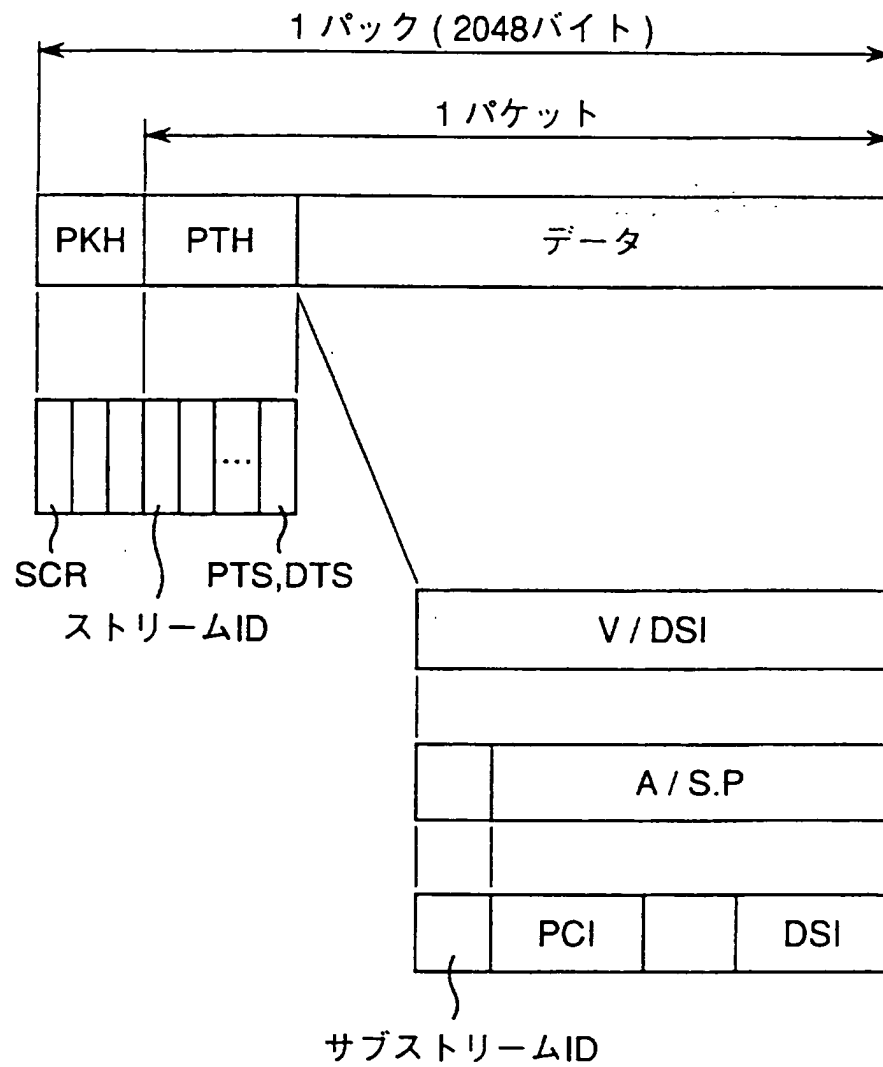 1 パック ( 2048バイト )
1 パケット
PKH PTH データ
...
SCR PTS,DTS
ストリームID
V / DSI
A / S.P
PCI DSI
サブストリームID